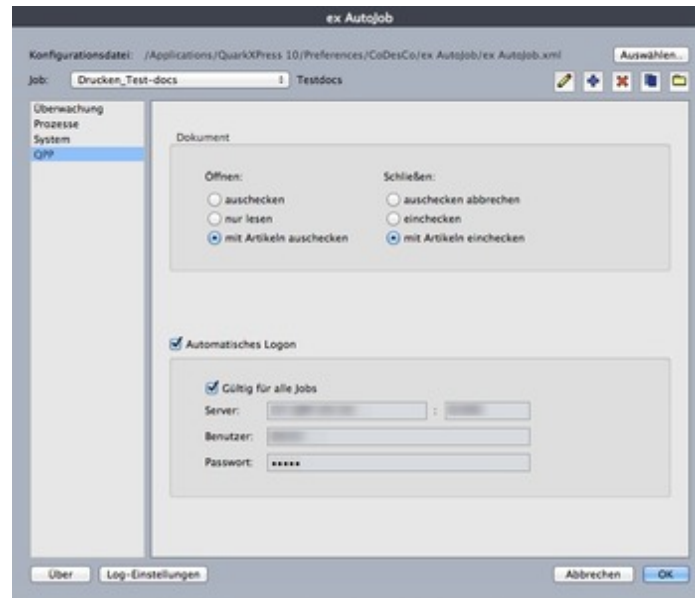 ex AutoJob
Konfigurationsdatei: /Applications/QuarkXPress 10/Preferences/CoDesCo/ex AutoJob/ex AutoJob.xml Auswählen...
Job: Drucken_Test-docs Testdocs
Überwachung
Prozesse
System
QPP
Dokument
Öffnen: Schließen:
auschecken auschecken abbrechen
nur lesen einchecken
mit Artikeln auschecken mit Artikeln einchecken
Automatisches Logon
Gültig für alle Jobs
Server: :
Benutzer:
Passwort: •••••
Über Log-Einstellungen Abbrechen OK